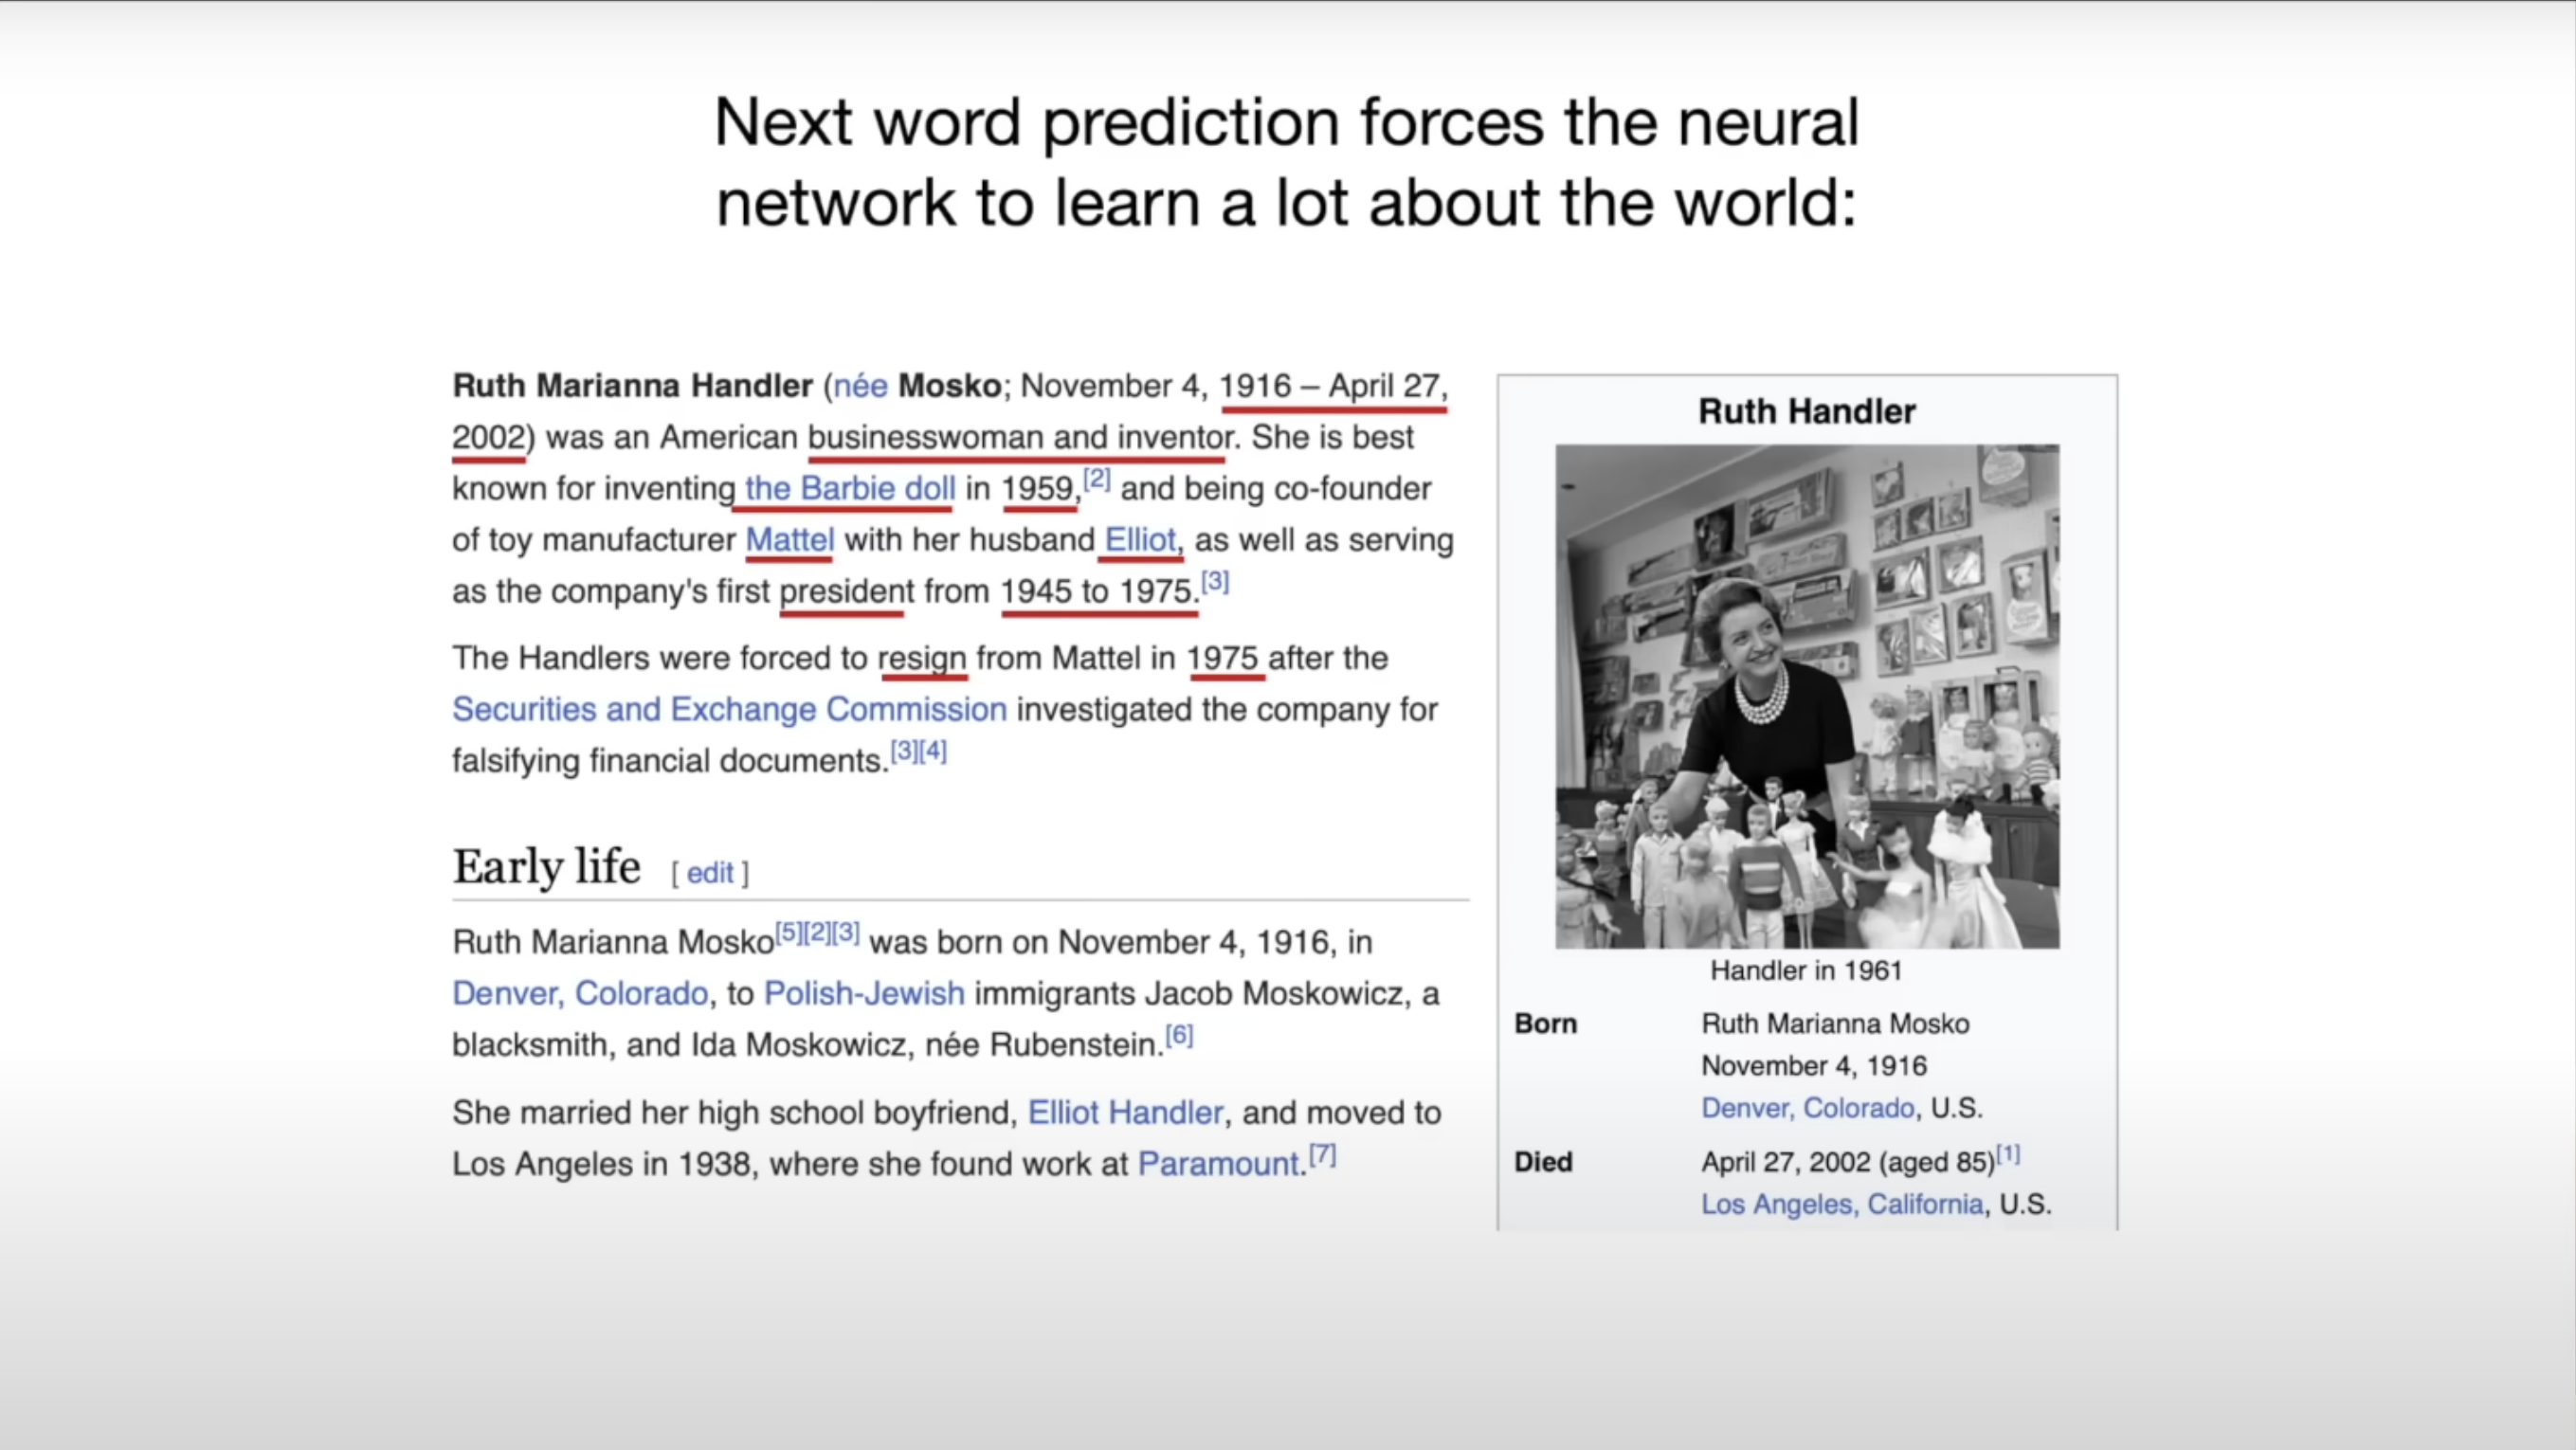 Next word prediction forces the neural
network to learn a lot about the world:
Ruth Marianna Handler (née Mosko; November 4, 1916 – April 27,
2002) was an American businesswoman and inventor. She is best
known for inventing the Barbie doll in 1959,[2] and being co-founder
of toy manufacturer Mattel with her husband Elliot, as well as serving
as the company's first president from 1945 to 1975.[3]
The Handlers were forced to resign from Mattel in 1975 after the
Securities and Exchange Commission investigated the company for
falsifying financial documents.[3][4]
Early life [ edit ]
Ruth Marianna Mosko[5][2][3] was born on November 4, 1916, in
Denver, Colorado, to Polish-Jewish immigrants Jacob Moskowicz, a
blacksmith, and Ida Moskowicz, née Rubenstein.[6]
She married her high school boyfriend, Elliot Handler, and moved to
Los Angeles in 1938, where she found work at Paramount.[7]
Ruth Handler
Handler in 1961
Born Ruth Marianna Mosko
November 4, 1916
Denver, Colorado, U.S.
Died April 27, 2002 (aged 85)[1]
Los Angeles, California, U.S.